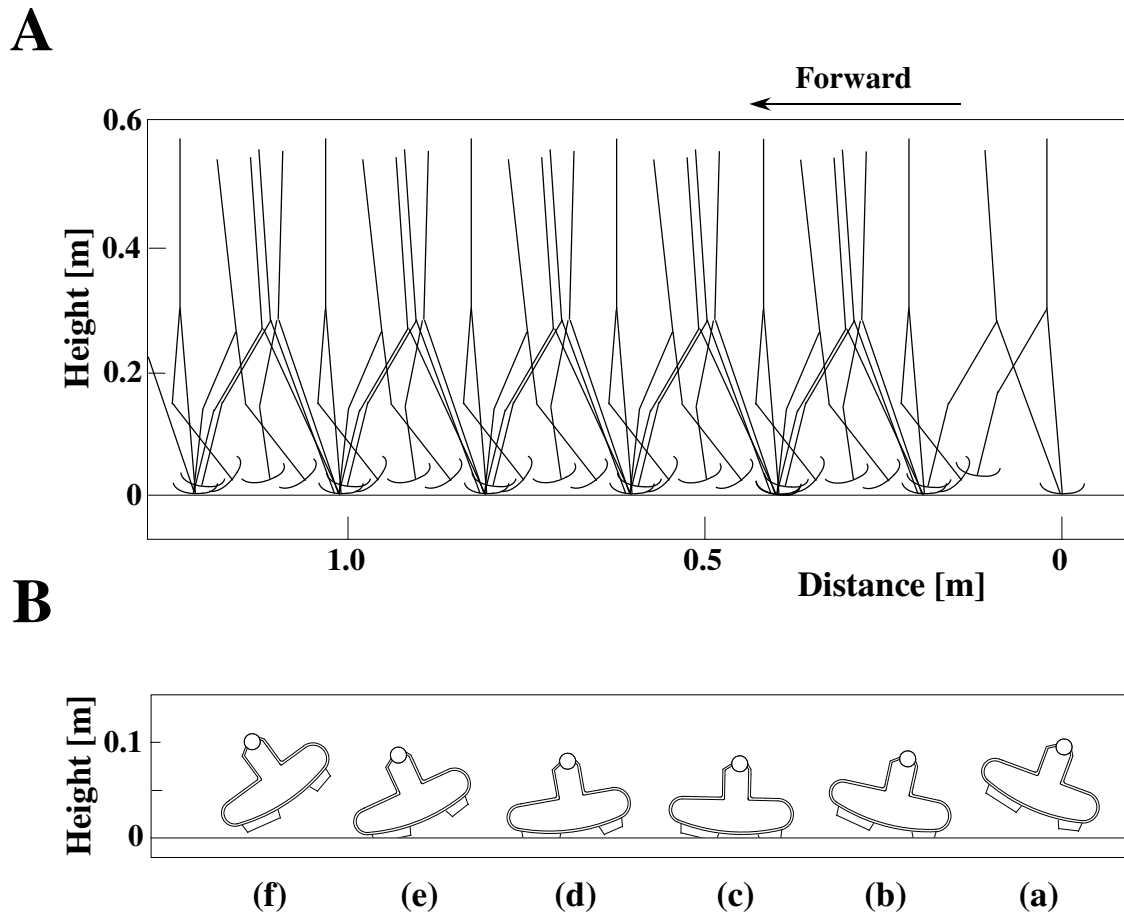 A
Forward
0.6
0.4
0.2
0
Height [m]
1.0
0.5
0
Distance [m]
B
Height [m]
0.1
0
(f)
(e)
(d)
(c)
(b)
(a)